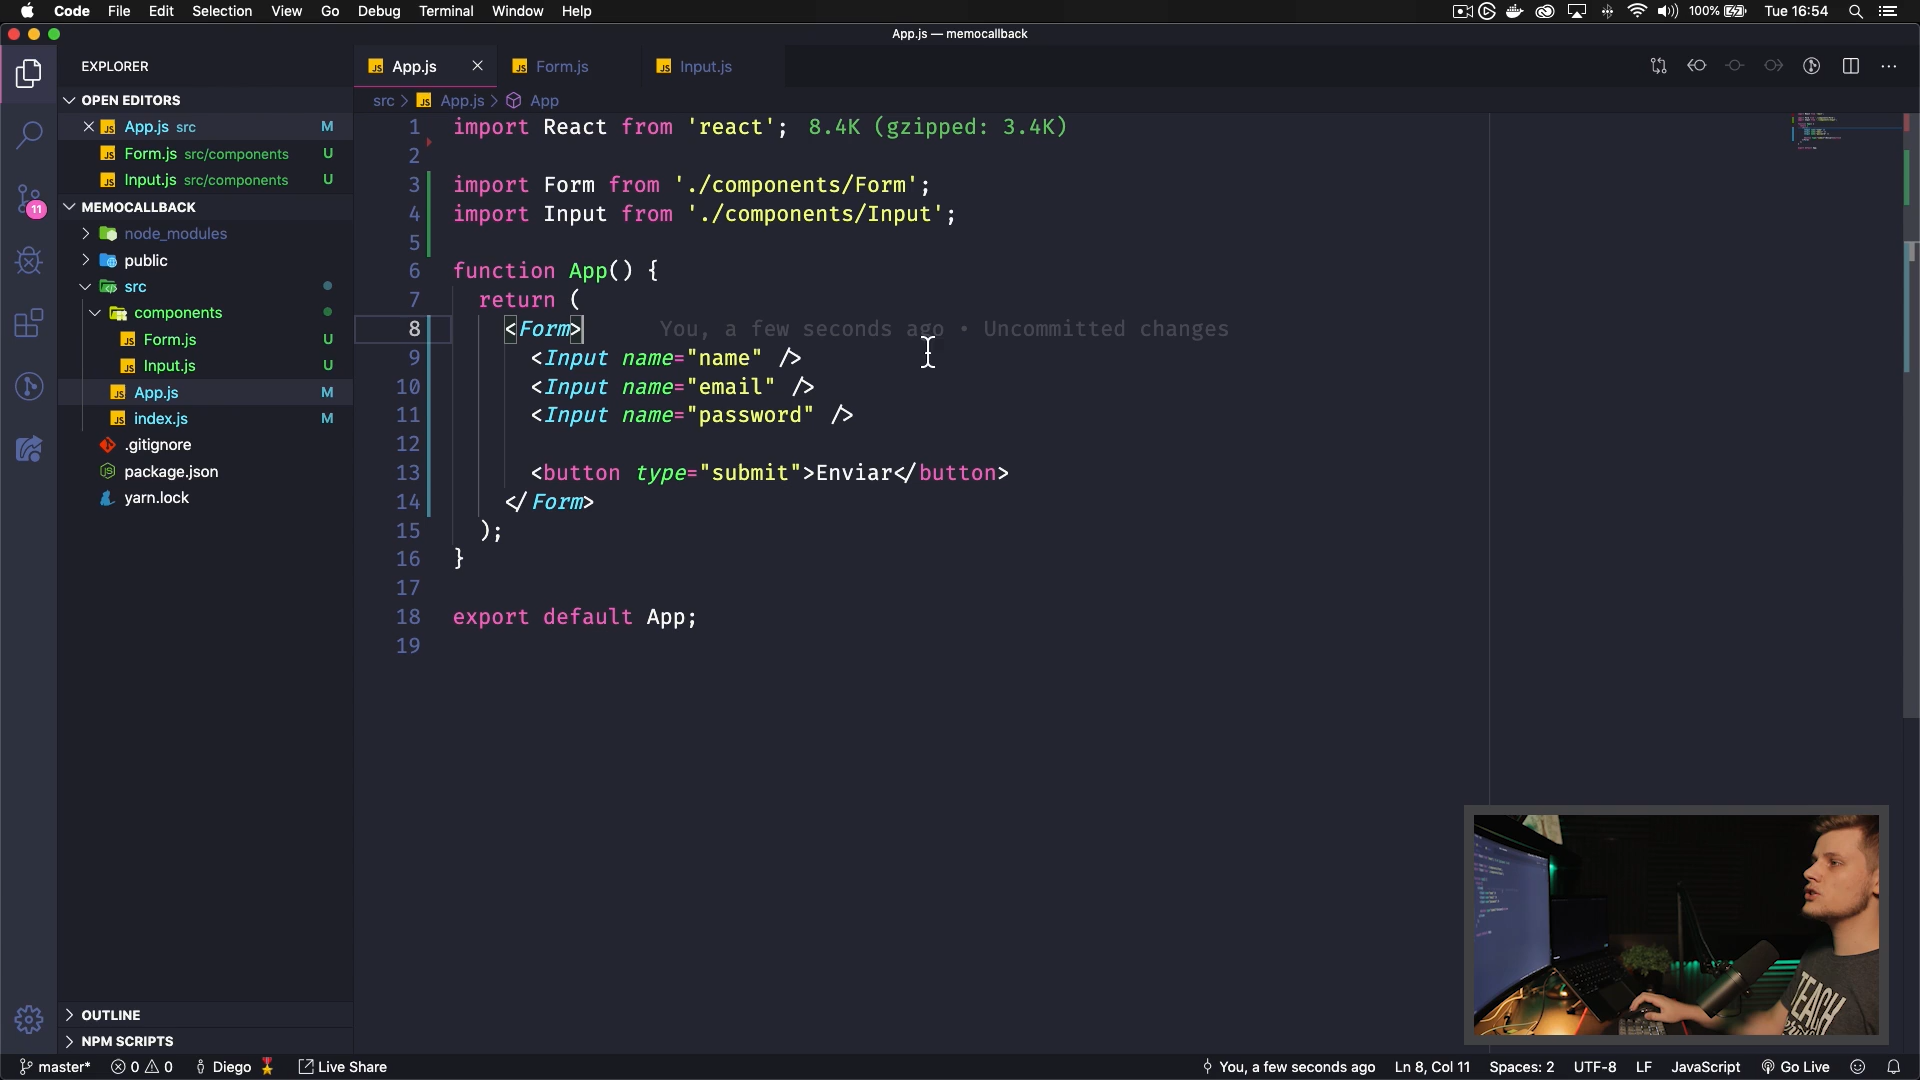 Code File Edit Selection View Go Debug Terminal Window Help
100% Tue 16:54
App.js — memocallback
EXPLORER
OPEN EDITORS
App.js src M
Form.js src/components U
Input.js src/components U
MEMOCALLBACK
node_modules
public
src
components
Form.js U
Input.js U
App.js M
index.js M
.gitignore
package.json
yarn.lock
OUTLINE
NPM SCRIPTS
11
App.js Form.js Input.js
src > App.js > App
1 import React from 'react'; 8.4K (gzipped: 3.4K)
2
3 import Form from './components/Form';
4 import Input from './components/Input';
5
6 function App() {
7 return (
8 <Form> You, a few seconds ago • Uncommitted changes
9 <Input name="name" />
10 <Input name="email" />
11 <Input name="password" />
12
13 <button type="submit">Enviar</button>
14 </Form>
15 );
16 }
17
18 export default App;
19
TEACH
master* 0 0 Diego Live Share
You, a few seconds ago Ln 8, Col 11 Spaces: 2 UTF-8 LF JavaScript Go Live